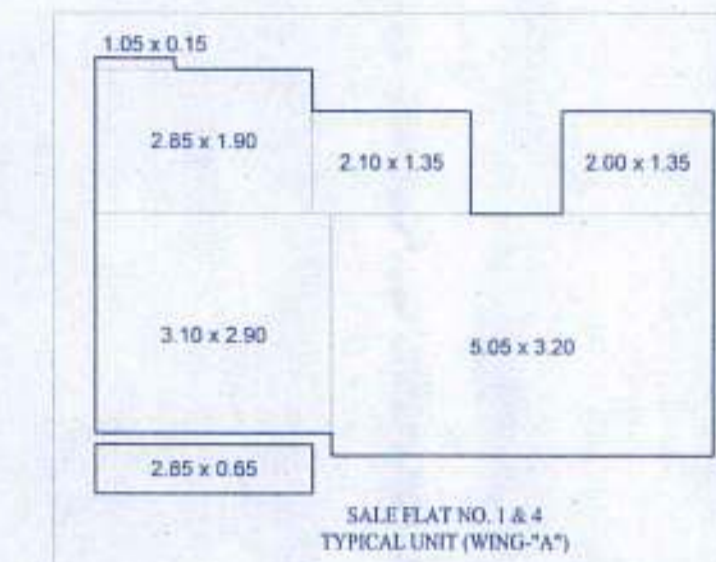 1.05 x 0.15
2.85 x 1.90
2.10 x 1.35
2.00 x 1.35
3.10 x 2.90
5.05 x 3.20
2.85 x 0.65
SALE FLAT NO. 1 & 4
TYPICAL UNIT (WING-"A")